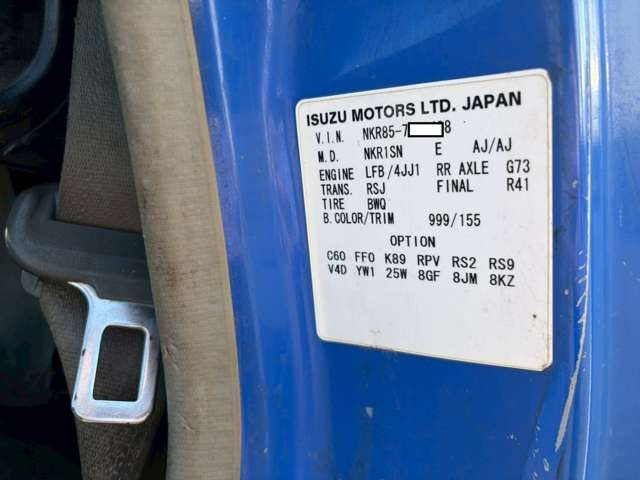 ISUZU MOTORS LTD. JAPAN
V.I.N. NKR85-7 8
M.D. NKR1SN E AJ/AJ
ENGINE LFB/4JJ1 RR AXLE G73
TRANS. RSJ FINAL R41
TIRE BWQ
B.COLOR/TRIM 999/155
OPTION
C60 FF0 K89 RPV RS2 RS9
V4D YW1 25W 8GF 8JM 8KZ